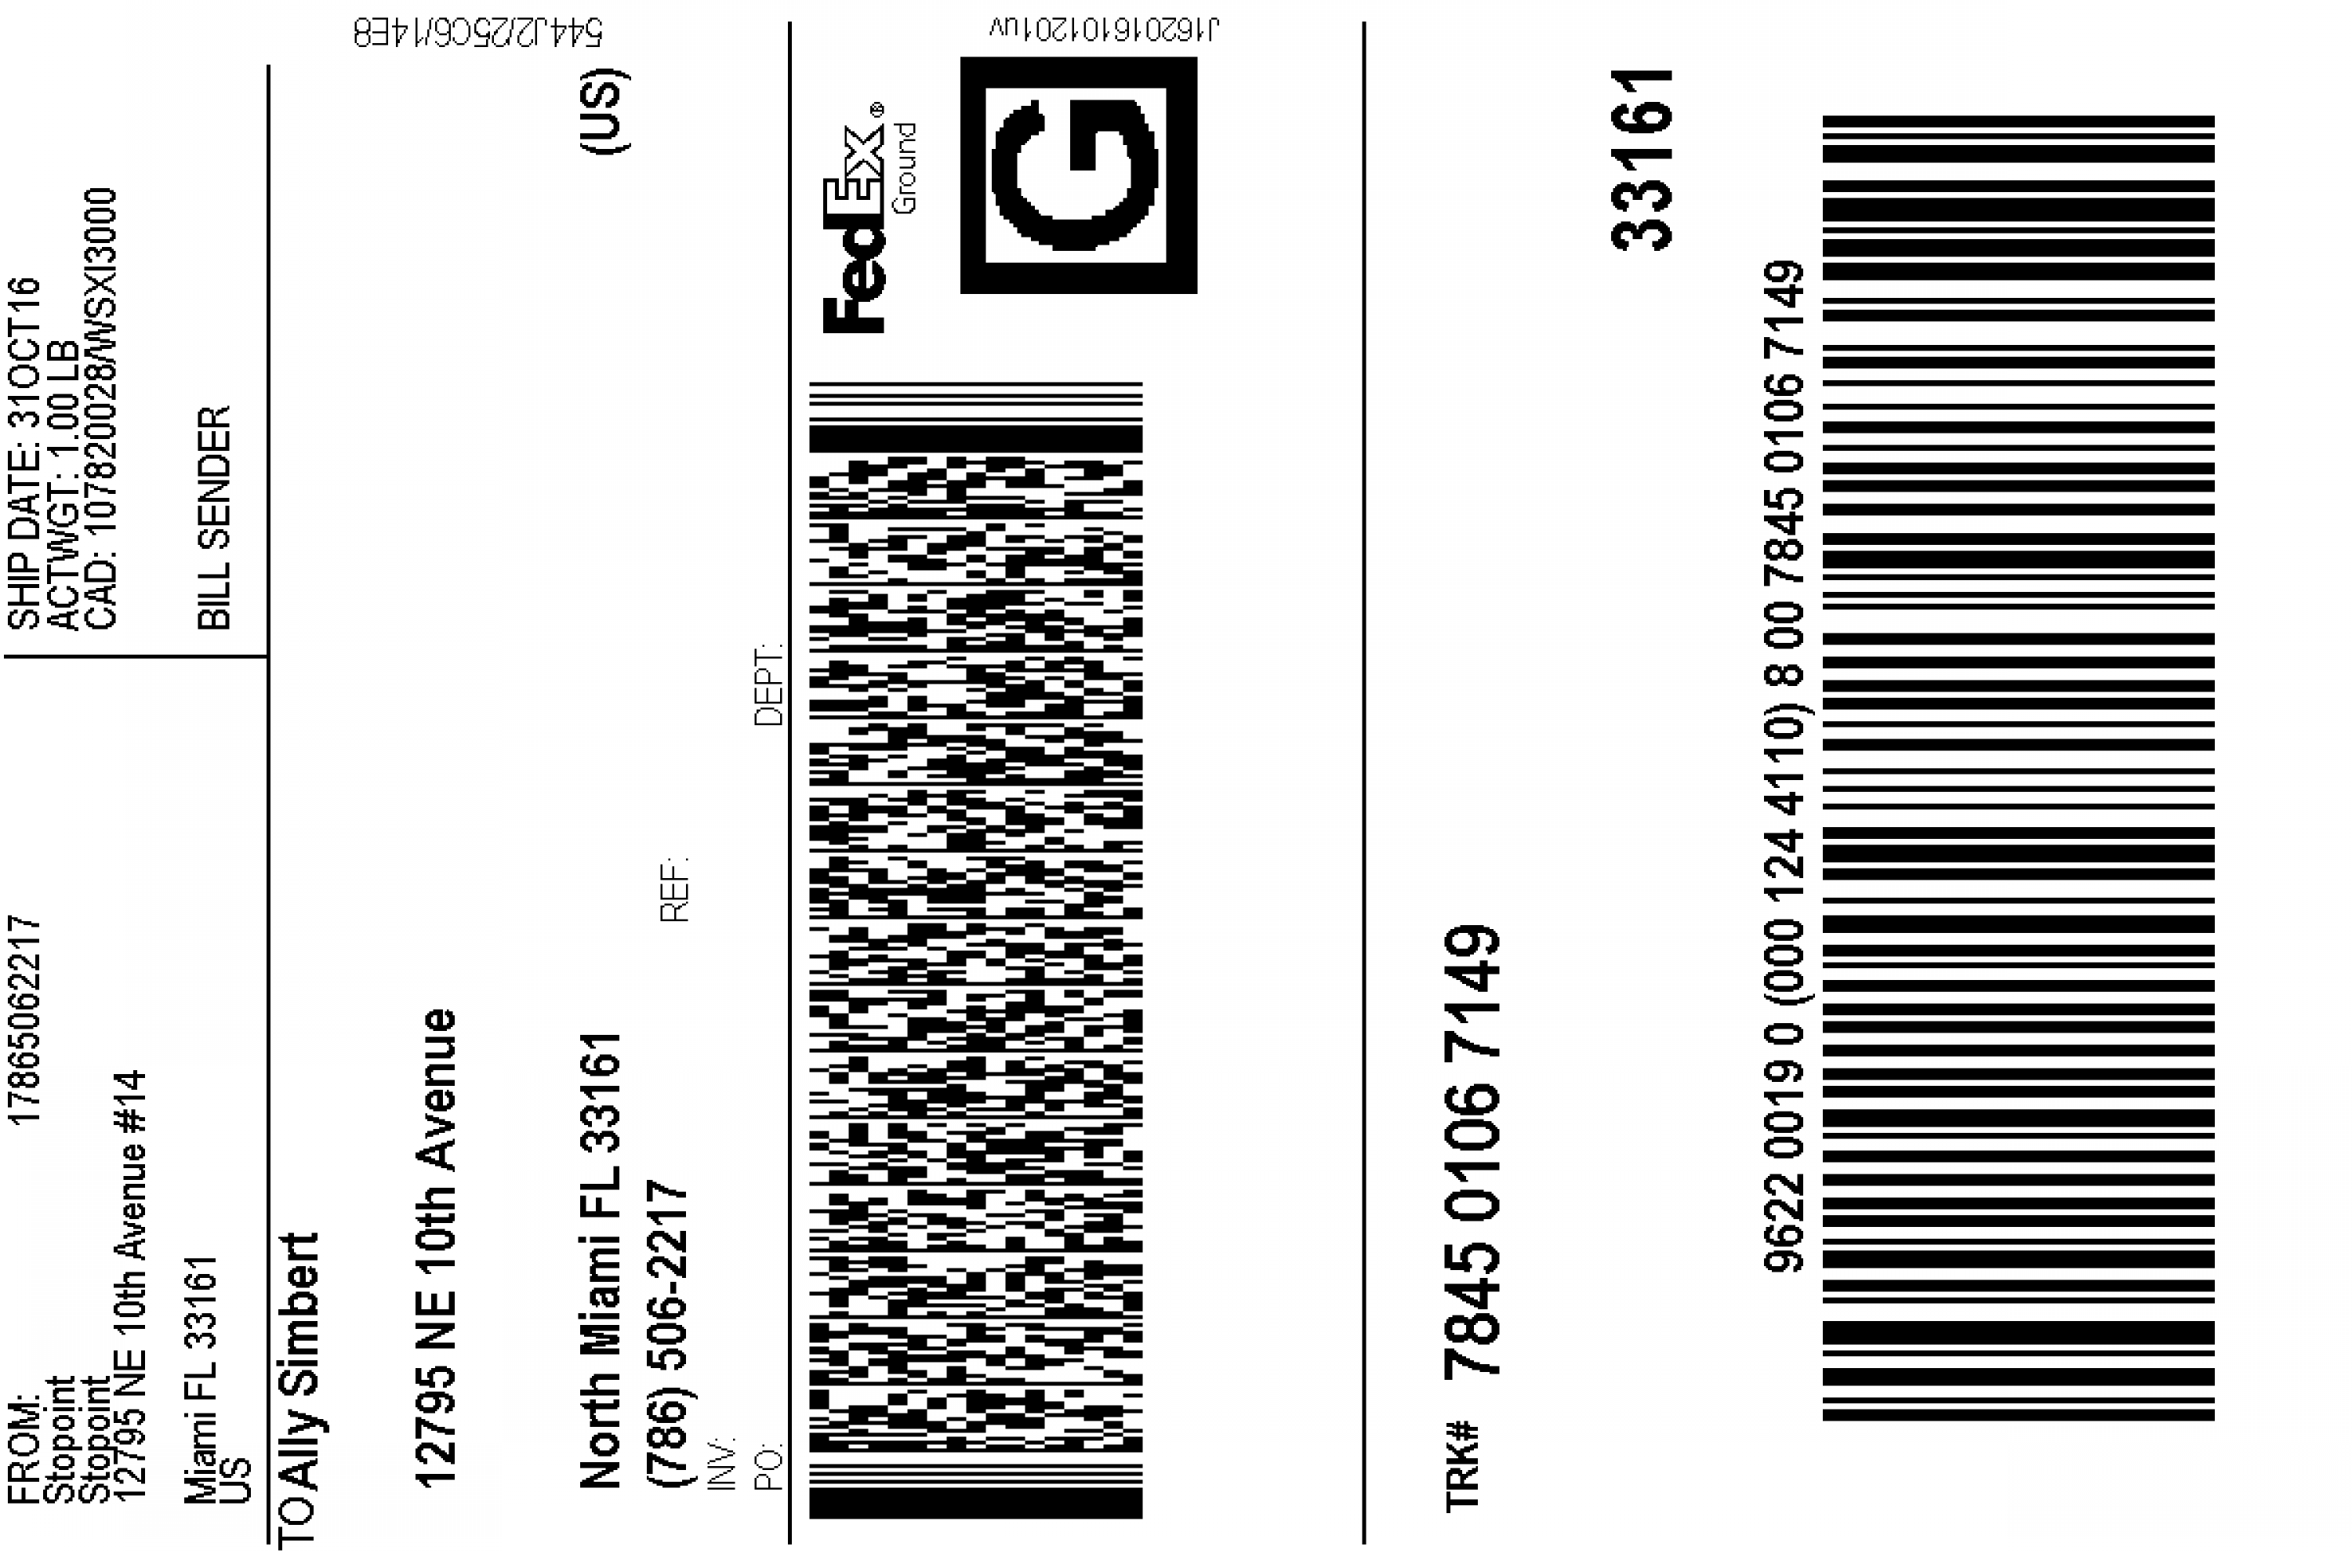 FROM: 17865062217
Stopoint
Stopoint
12795 NE 10th Avenue #14
Miami FL 33161
US
SHIP DATE: 31OCT16
ACTWGT: 1.00 LB
CAD: 107820028/WSXI3000
BILL SENDER
TO Ally Simbert
12795 NE 10th Avenue
North Miami FL 33161 (US)
(786) 506-2217
REF:
INV:
PO: DEPT:
544J2/25C6/14E8
FedEx®
Ground
G
J162016101201uv
TRK# 7845 0106 7149
33161
9622 0019 0 (000 124 4110) 8 00 7845 0106 7149